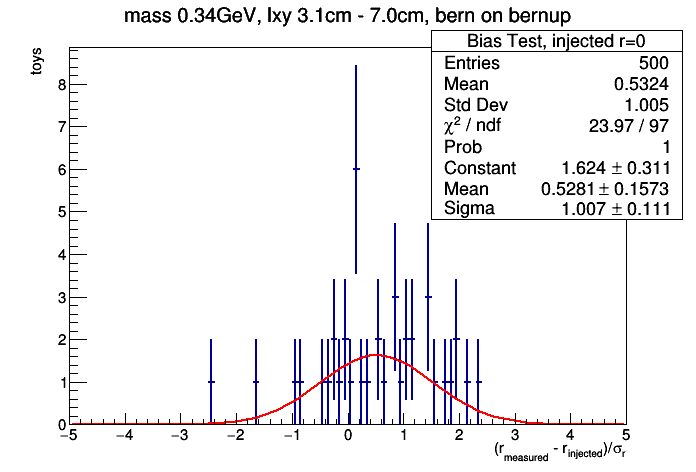 mass 0.34GeV, lxy 3.1cm - 7.0cm, bern on bernup
Bias Test, injected r=0
Entries 500
Mean 0.5324
Std Dev 1.005
χ² / ndf 23.97 / 97
Prob 1
Constant 1.624 ± 0.311
Mean 0.5281 ± 0.1573
Sigma 1.007 ± 0.111
toys
8
7
6
5
4
3
2
1
0
−5 −4 −3 −2 −1 0 1 2 3 4 5
(r_measured - r_injected)/σ_r